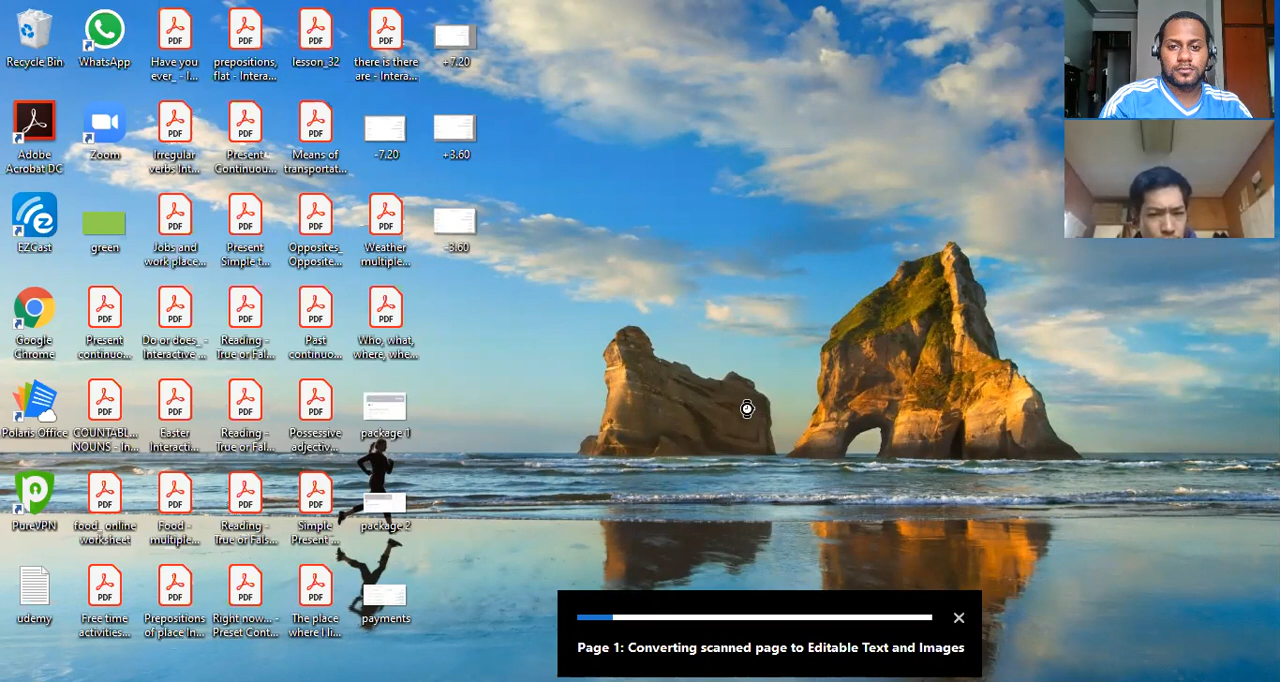 Recycle Bin
WhatsApp
PDF
Have you
ever_ - I...
PDF
prepositions,
flat - Intera...
PDF
lesson_32
PDF
there is there
are - Intera...
+7.20
Adobe
Acrobat DC
Zoom
PDF
Irregular
verbs Int...
PDF
Present
Continuou...
PDF
Means of
transportat...
-7.20
+3.60
EZCast
green
PDF
Jobs and
work place...
PDF
Present
Simple t...
PDF
Opposites_
Opposite...
PDF
Weather
multiple...
-3.60
Google
Chrome
PDF
Present
continuo...
PDF
Do or does_ -
Interactive ...
PDF
Reading -
True or Fal...
PDF
Past
continuo...
PDF
Who, what,
where, whe...
Polaris Office
PDF
COUNTABL...
NOUNS - In...
PDF
Easter
Interacti...
PDF
Reading -
True or Fals...
PDF
Possessive
adjectiv...
package 1
PureVPN
PDF
food_ online
worksheet
PDF
Food -
multiple...
PDF
Reading -
True or Fals...
PDF
Simple
Present ...
package 2
udemy
PDF
Free time
activities...
PDF
Prepositions
of place In...
PDF
Right now... -
Preset Cont...
PDF
The place
where I li...
payments
Page 1: Converting scanned page to Editable Text and Images